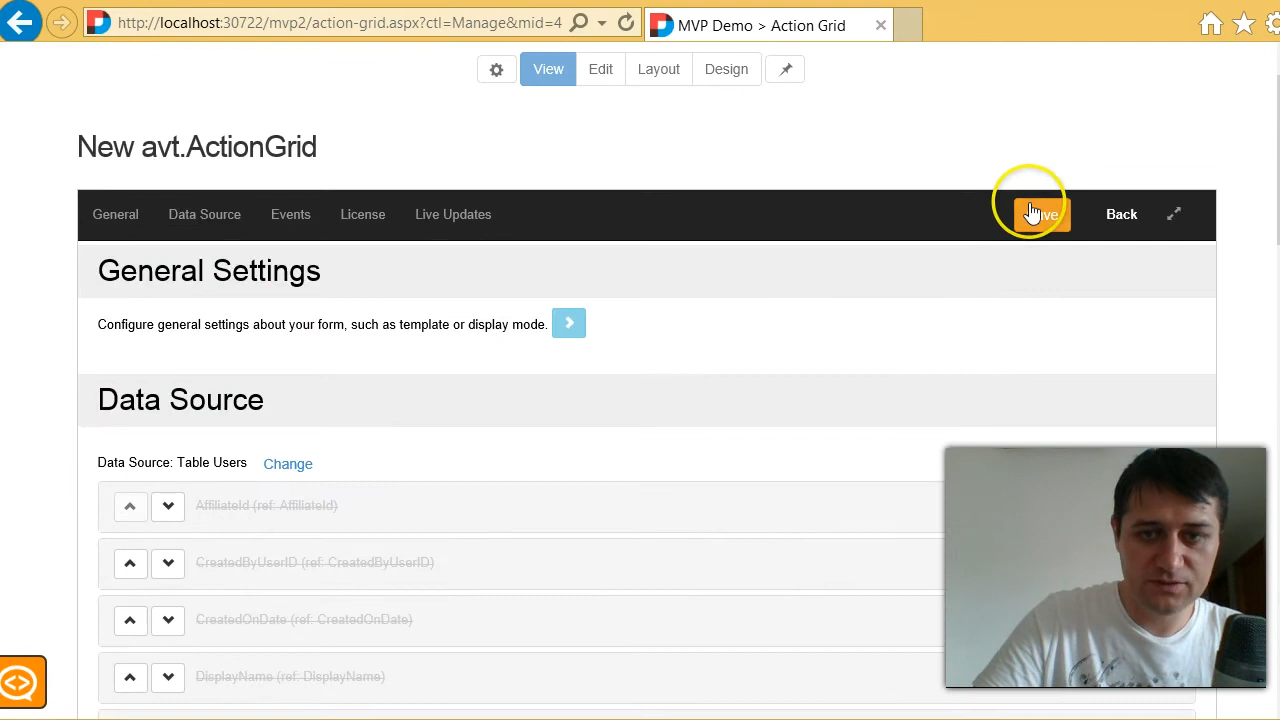 http://localhost:30722/mvp2/action-grid.aspx?ctl=Manage&mid=4
MVP Demo > Action Grid
View Edit Layout Design
New avt.ActionGrid
General Data Source Events License Live Updates Back
General Settings
Configure general settings about your form, such as template or display mode.
Data Source
Data Source: Table Users Change
AffiliateId (ref: AffiliateId)
CreatedByUserID (ref: CreatedByUserID)
CreatedOnDate (ref: CreatedOnDate)
DisplayName (ref: DisplayName)